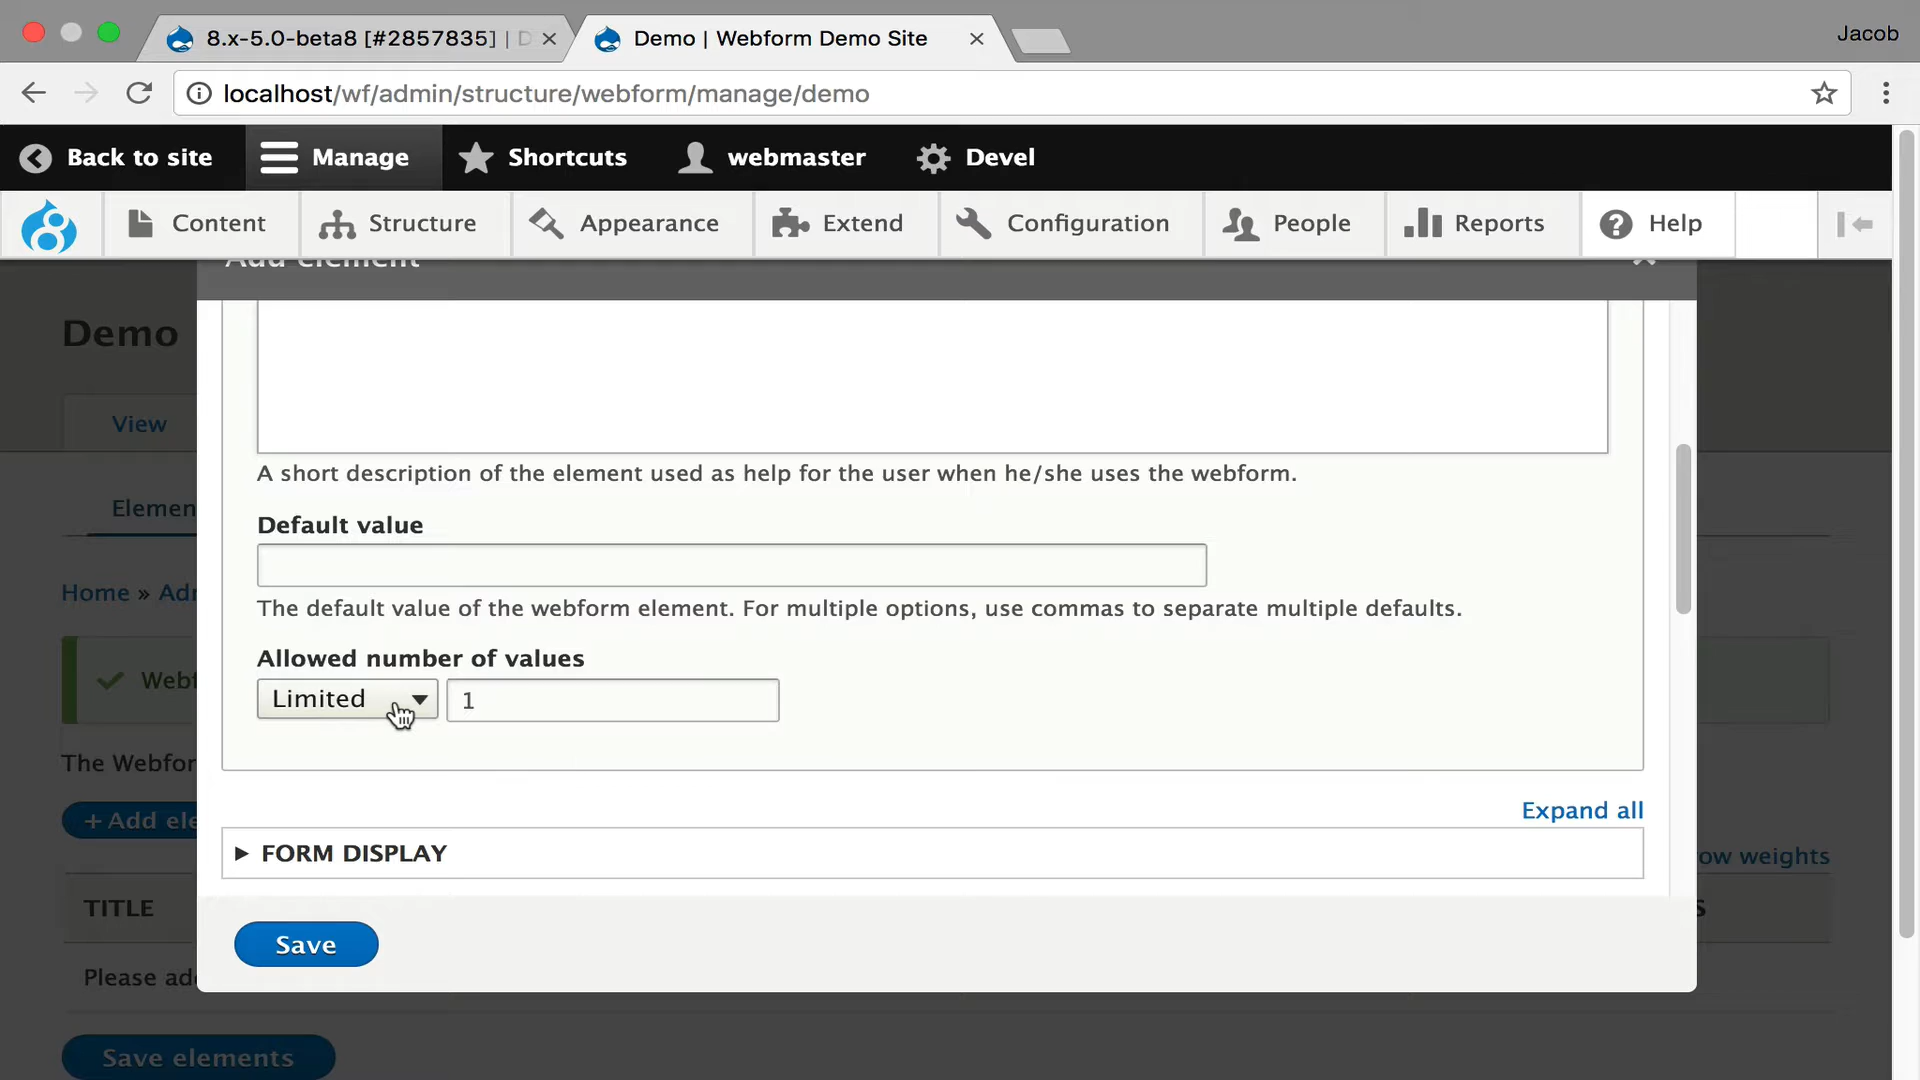 8.x-5.0-beta8 [#2857835] | D
Demo | Webform Demo Site
Jacob
localhost/wf/admin/structure/webform/manage/demo
Back to site
Manage
Shortcuts
webmaster
Devel
Content
Structure
Appearance
Extend
Configuration
People
Reports
Help
Add element
Demo
View
A short description of the element used as help for the user when he/she uses the webform.
Elemen
Default value
Home » Adr
The default value of the webform element. For multiple options, use commas to separate multiple defaults.
Allowed number of values
Webf
Limited
1
The Webfor
Expand all
+ Add ele
FORM DISPLAY
ow weights
TITLE
S
Save
Please add
Save elements